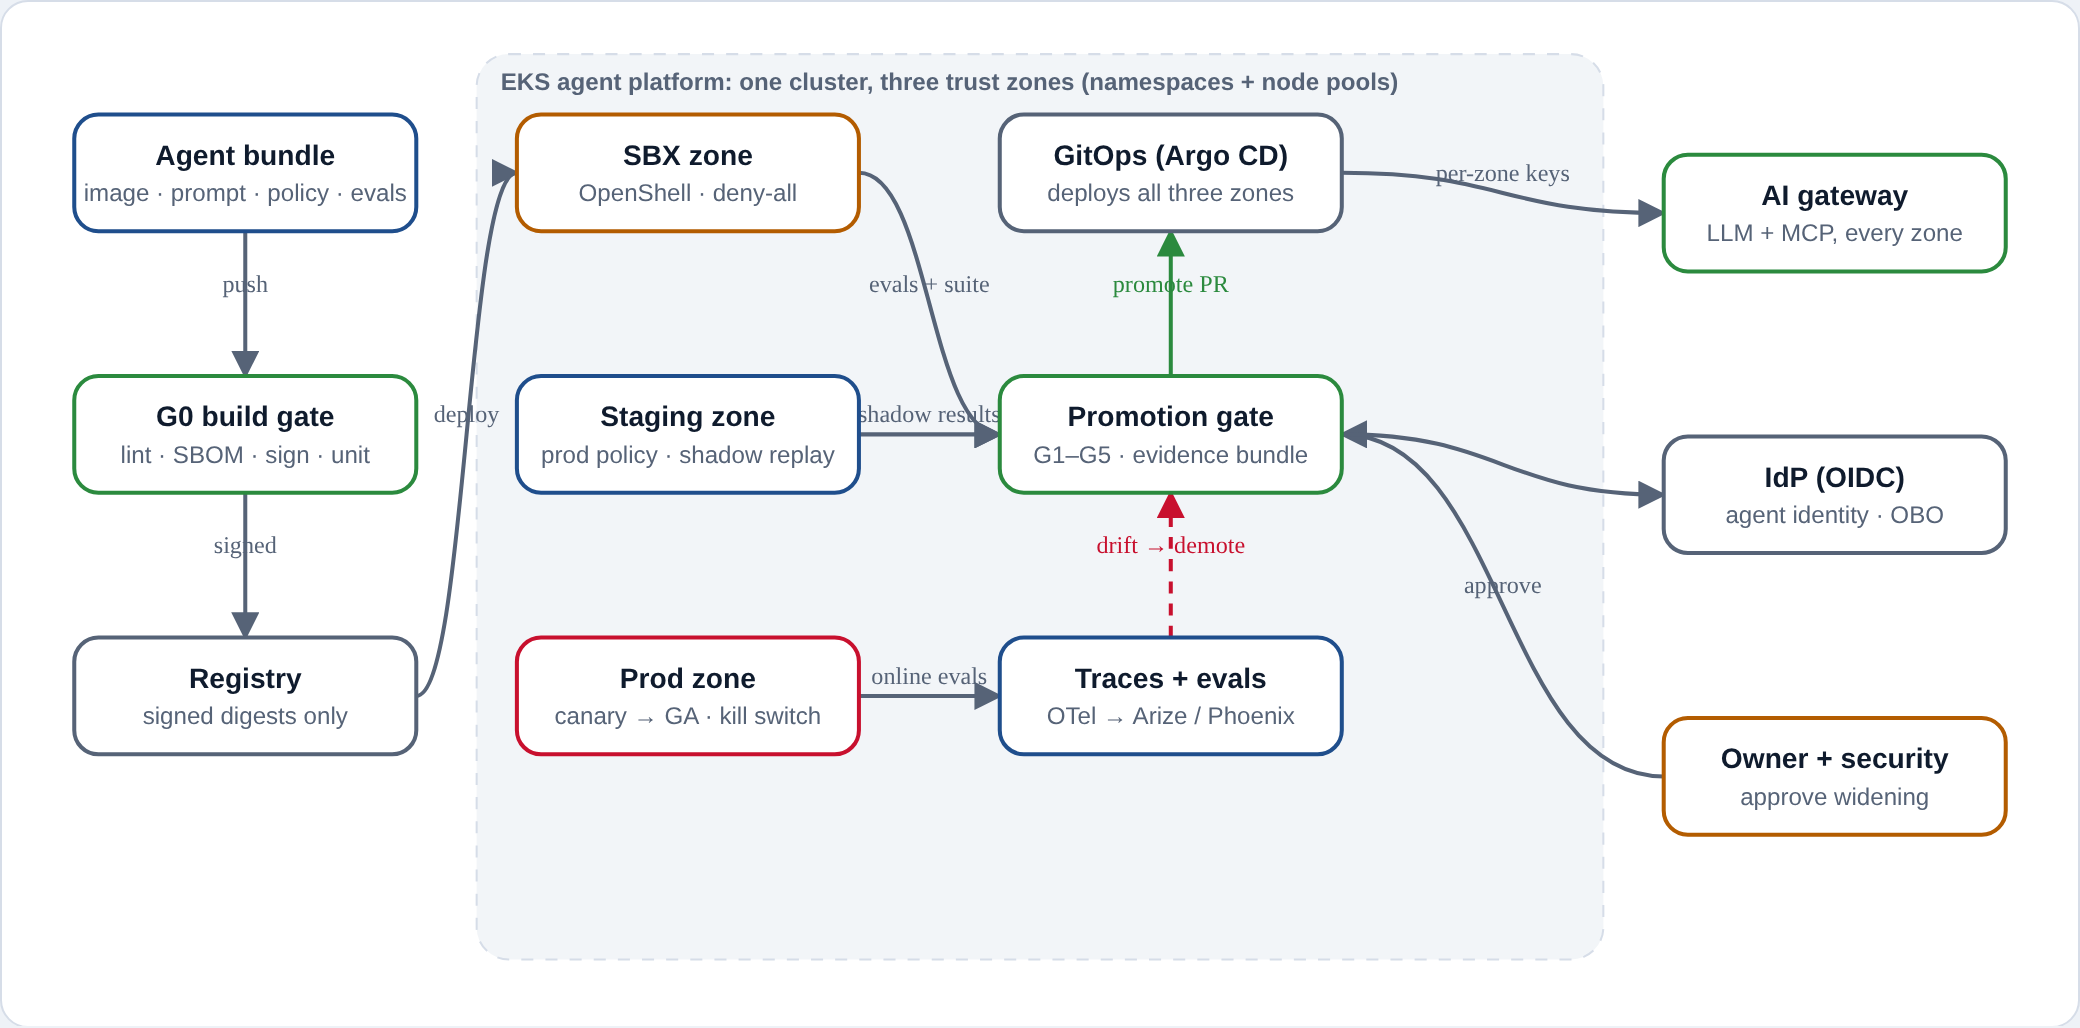 EKS agent platform: one cluster, three trust zones (namespaces + node pools)
Agent bundle
image · prompt · policy · evals
push
G0 build gate
lint · SBOM · sign · unit
signed
Registry
signed digests only
deploy
SBX zone
OpenShell · deny-all
evals + suite
Staging zone
prod policy · shadow replay
shadow results
Prod zone
canary → GA · kill switch
online evals
GitOps (Argo CD)
deploys all three zones
promote PR
Promotion gate
G1–G5 · evidence bundle
drift → demote
Traces + evals
OTel → Arize / Phoenix
per-zone keys
approve
AI gateway
LLM + MCP, every zone
IdP (OIDC)
agent identity · OBO
Owner + security
approve widening